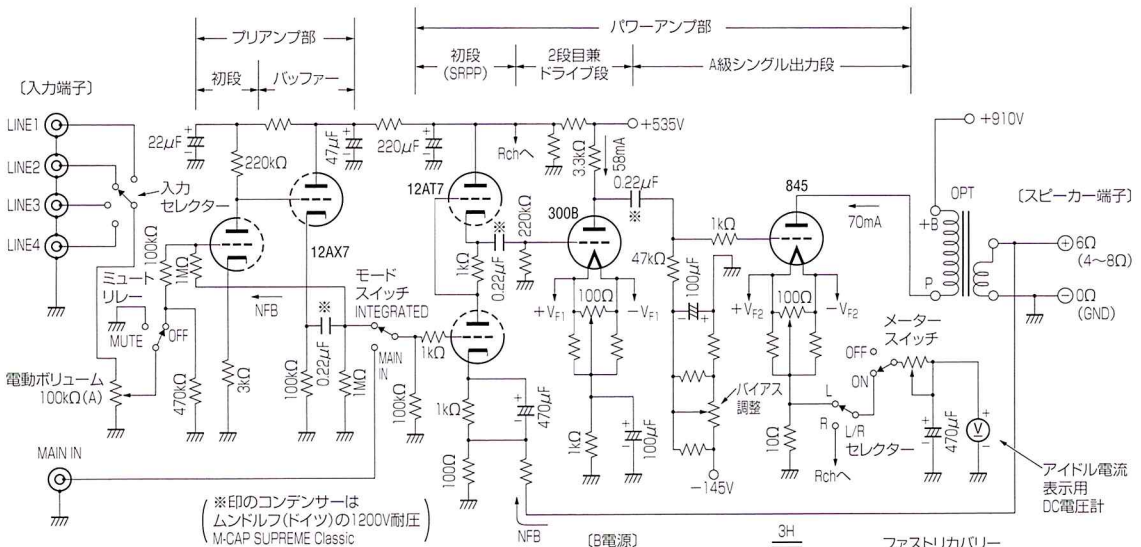 プリアンプ部
パワーアンプ部
初段
バッファー
初段
(SRPP)
2段目兼
ドライブ段
A級シングル出力段
〔入力端子〕
LINE1
LINE2
LINE3
LINE4
入力
セレクター
22μF
220kΩ
47μF
220μF
Rchへ
3.3kΩ
58mA
+535V
+910V
12AT7
12AX7
0.22μF
※
220kΩ
300B
0.22μF
※
845
70mA
OPT
+B
P
〔スピーカー端子〕
6Ω
(4〜8Ω)
0Ω
(GND)
100kΩ
1MΩ
ミュート
リレー
MUTE
OFF
NFB
モード
スイッチ
INTEGRATED
MAIN
IN
1kΩ
1kΩ
47kΩ
1kΩ
100μF
100Ω
+VF1
−VF1
100Ω
+VF2
−VF2
メーター
スイッチ
OFF
ON
電動ボリューム
100kΩ(A)
470kΩ
3kΩ
100kΩ
0.22μF
※
1MΩ
100kΩ
1kΩ
470μF
100Ω
1kΩ
100μF
バイアス
調整
−145V
10Ω
L
R
L/R
セレクター
Rchへ
470μF
V
アイドル電流
表示用
DC電圧計
MAIN IN
※印のコンデンサーは
ムンドルフ(ドイツ)の1200V耐圧
M-CAP SUPREME Classic
NFB
〔B電源〕
3H
ファストリカバリー